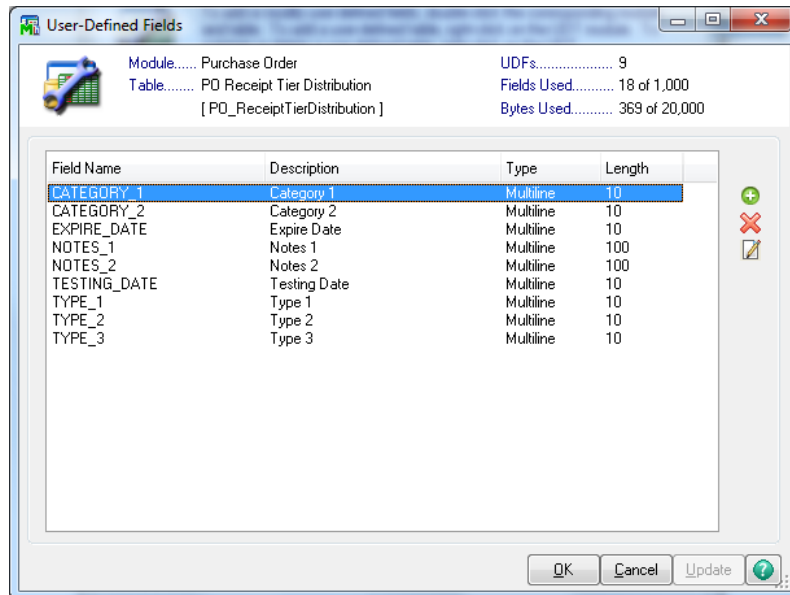 User-Defined Fields
Module...... Purchase Order
UDFs................... 9
Table........ PO Receipt Tier Distribution
Fields Used.......... 18 of 1,000
[ PO_ReceiptTierDistribution ]
Bytes Used.......... 369 of 20,000
Field Name Description Type Length
CATEGORY_1 Category 1 Multiline 10
CATEGORY_2 Category 2 Multiline 10
EXPIRE_DATE Expire Date Multiline 10
NOTES_1 Notes 1 Multiline 100
NOTES_2 Notes 2 Multiline 100
TESTING_DATE Testing Date Multiline 10
TYPE_1 Type 1 Multiline 10
TYPE_2 Type 2 Multiline 10
TYPE_3 Type 3 Multiline 10
OK Cancel Update ?